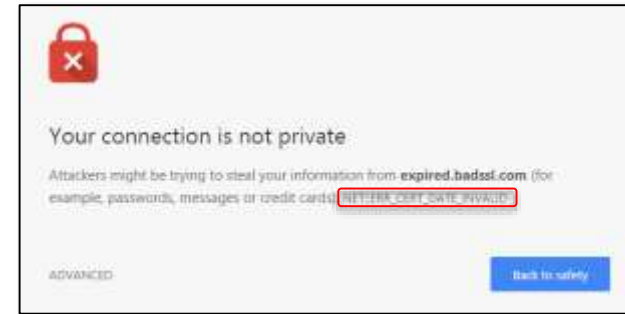 Your connection is not private
Attackers might be trying to steal your information from expired.badssl.com (for
example, passwords, messages or credit cards). NET::ERR_CERT_DATE_INVALID
ADVANCED
Back to safety